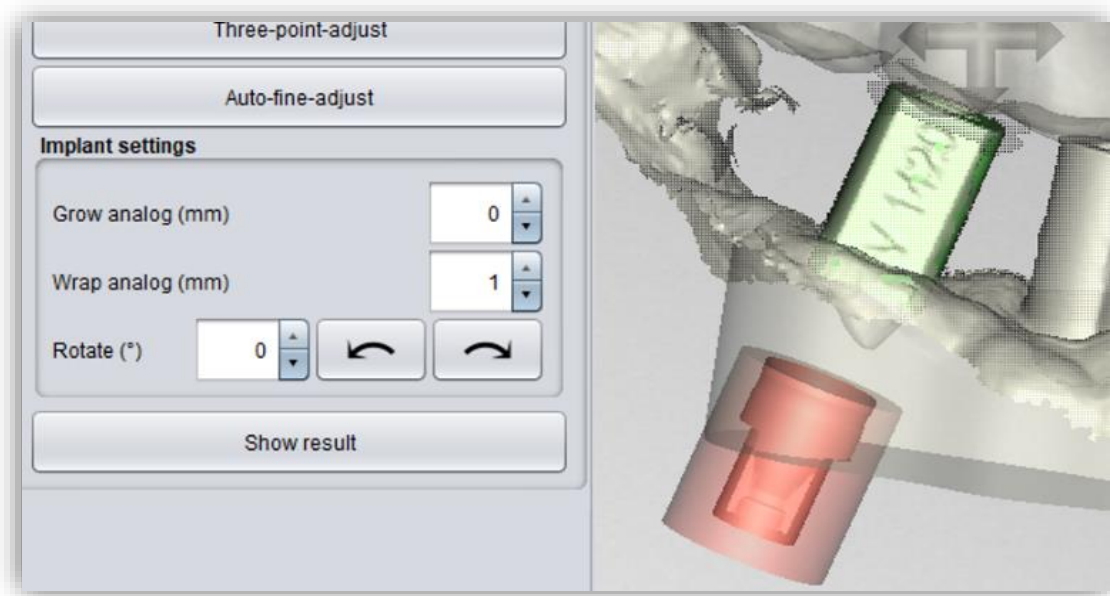 Three-point-adjust
Auto-fine-adjust
Implant settings
Grow analog (mm)
0
Wrap analog (mm)
1
Rotate (°)
0
Show result